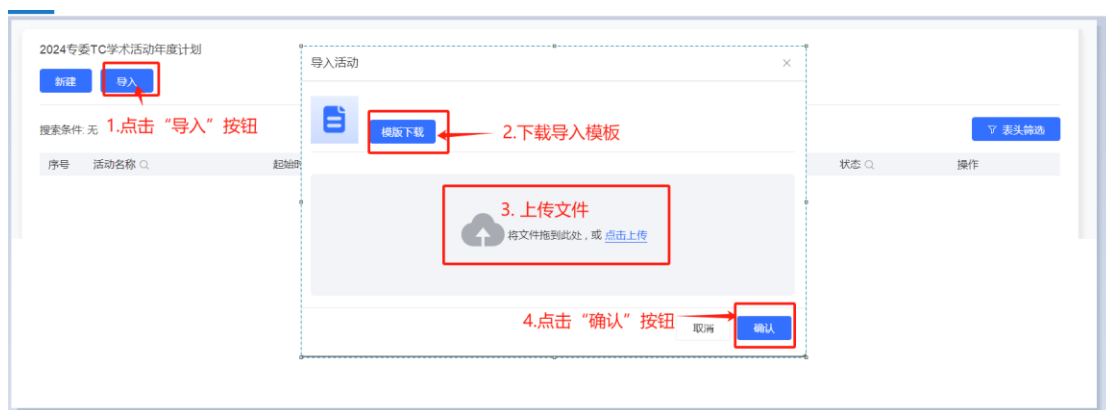 2024专委TC学术活动年度计划
新建 导入
搜索条件: 无 1.点击“导入”按钮
表头筛选
序号 活动名称 起始时 状态 操作
导入活动
模版下载 2.下载导入模板
3. 上传文件
将文件拖到此处，或 点击上传
4.点击“确认”按钮
取消 确认